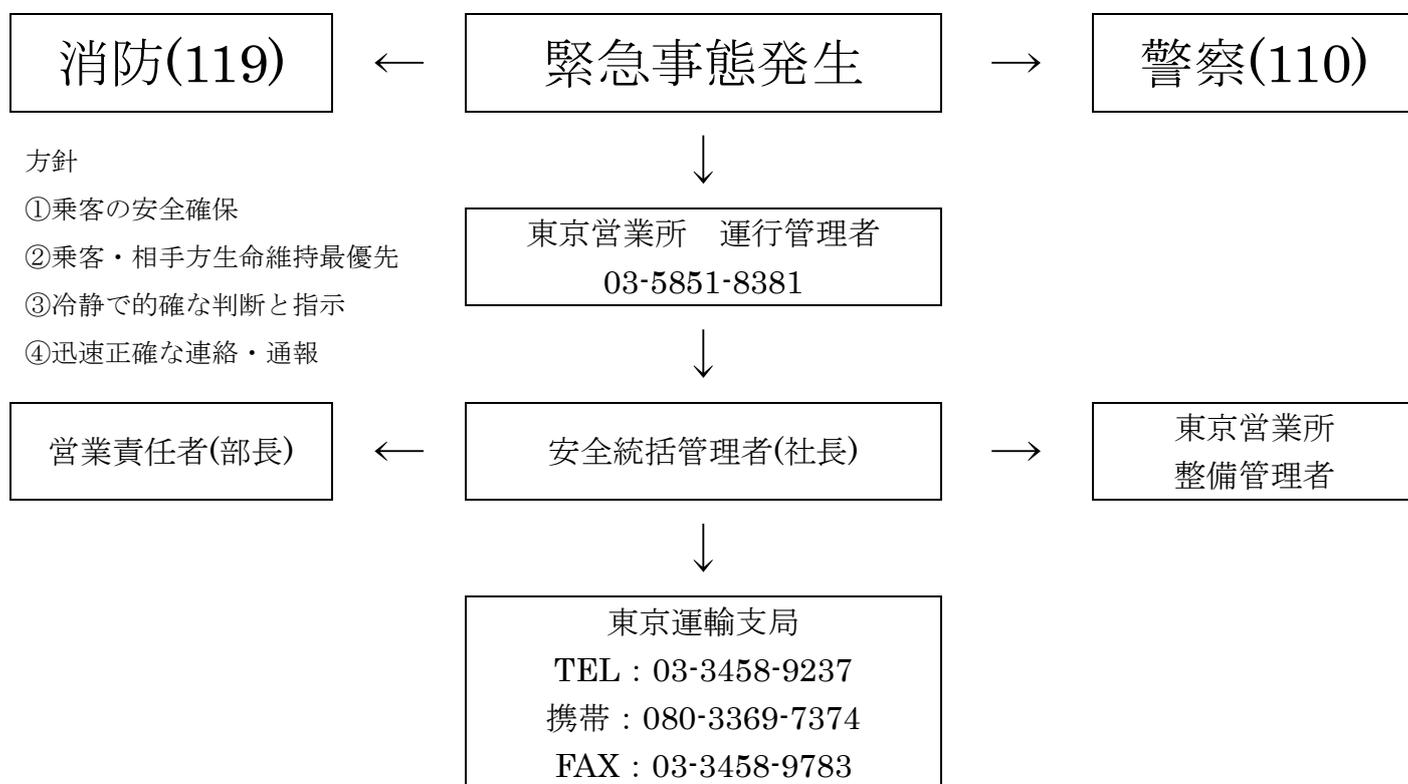 消防(119) ← 緊急事態発生 → 警察(110)
↓
方針
①乗客の安全確保
②乗客・相手方生命維持最優先
③冷静で的確な判断と指示
④迅速正確な連絡・通報
東京営業所　運行管理者
03-5851-8381
↓
営業責任者(部長) ← 安全統括管理者(社長) →
東京営業所
整備管理者
↓
東京運輸支局
TEL：03-3458-9237
携帯：080-3369-7374
FAX：03-3458-9783